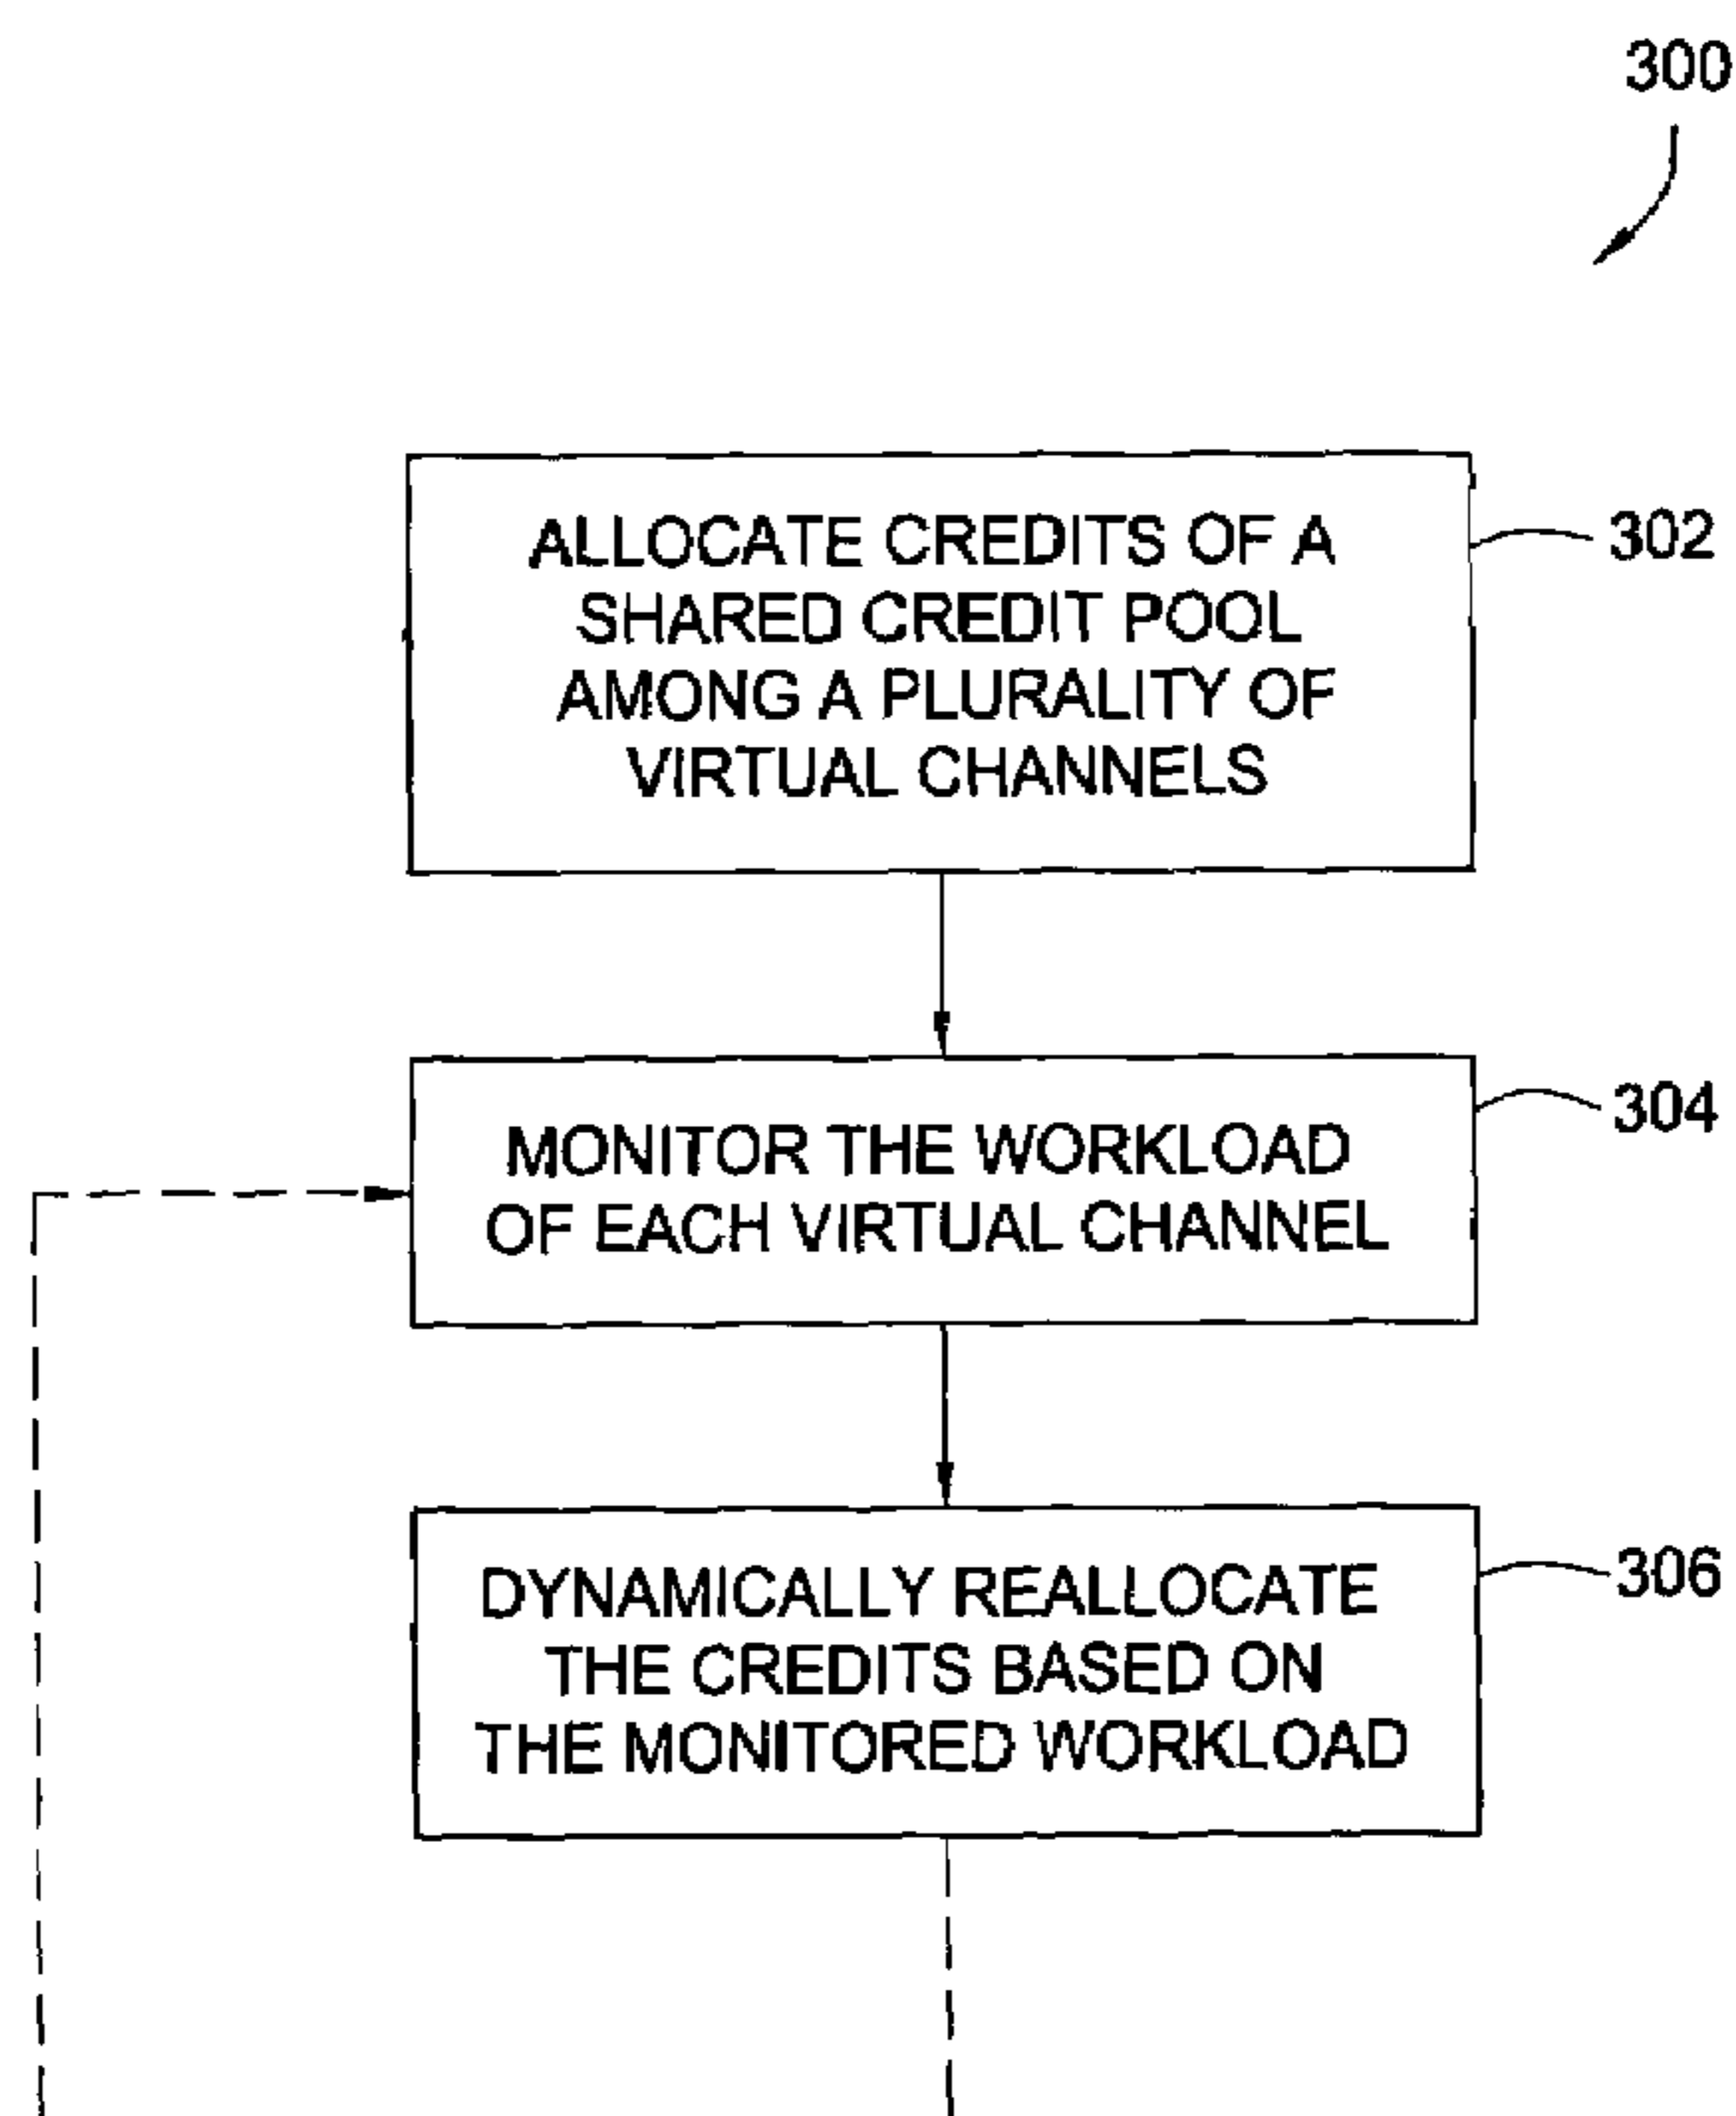 300
ALLOCATE CREDITS OF A
SHARED CREDIT POOL
AMONG A PLURALITY OF
VIRTUAL CHANNELS
302
MONITOR THE WORKLOAD
OF EACH VIRTUAL CHANNEL
304
DYNAMICALLY REALLOCATE
THE CREDITS BASED ON
THE MONITORED WORKLOAD
306